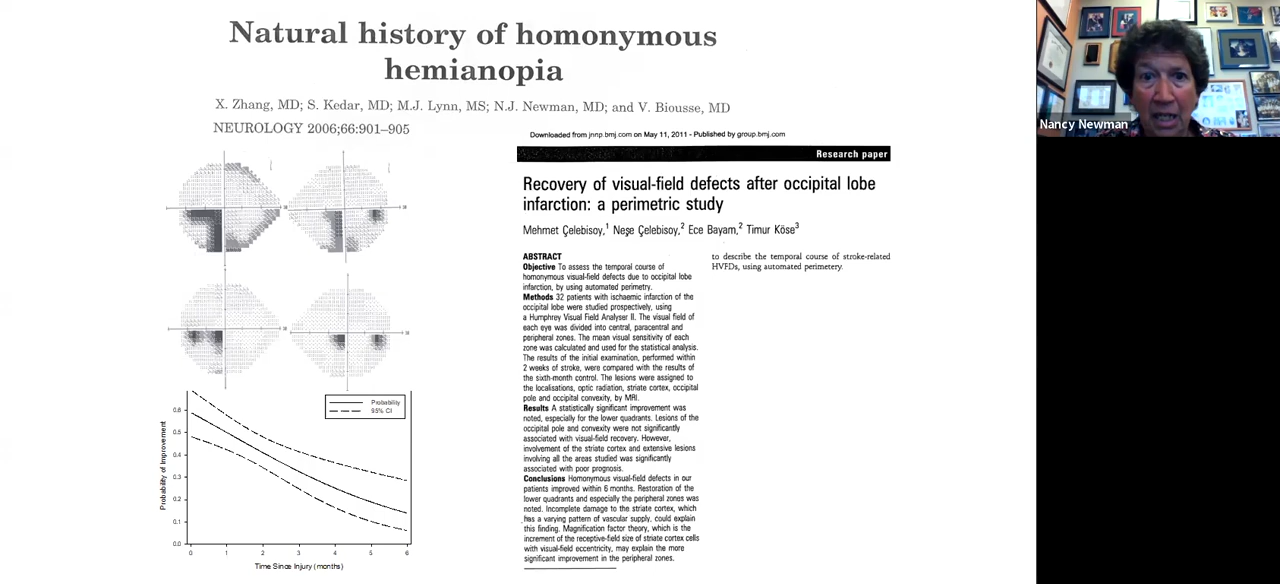 Natural history of homonymous
hemianopia
X. Zhang, MD; S. Kedar, MD; M.J. Lynn, MS; N.J. Newman, MD; and V. Biousse, MD
NEUROLOGY 2006;66:901–905
Downloaded from jnnp.bmj.com on May 11, 2011 - Published by group.bmj.com
Research paper
Recovery of visual-field defects after occipital lobe
infarction: a perimetric study
Mehmet Çelebisoy,1 Neşe Çelebisoy,2 Ece Bayam,2 Timur Köse3
ABSTRACT
Objective To assess the temporal course of
homonymous visual-field defects due to occipital lobe
infarction, by using automated perimetry.
Methods 32 patients with ischaemic infarction of the
occipital lobe were studied prospectively, using
a Humphrey Visual Field Analyser II. The visual field of
each eye was divided into central, paracentral and
peripheral zones. The mean visual sensitivity of each
zone was calculated and used for the statistical analysis.
The results of the initial examination, performed within
2 weeks of stroke, were compared with the results of
the sixth-month control. The lesions were assigned to
the localisations, optic radiation, striate cortex, occipital
pole and occipital convexity, by MRI.
Results A statistically significant improvement was
noted, especially for the lower quadrants. Lesions of the
occipital pole and convexity were not significantly
associated with visual-field recovery. However,
involvement of the striate cortex and extensive lesions
involving all the areas studied was significantly
associated with poor prognosis.
Conclusions Homonymous visual-field defects in our
patients improved within 6 months. Restoration of the
lower quadrants and especially the peripheral zones was
noted. Incomplete damage to the striate cortex, which
has a varying pattern of vascular supply, could explain
this finding. Magnification factor theory, which is the
increment of the receptive-field size of striate cortex cells
with visual-field eccentricity, may explain the more
significant improvement in the peripheral zones.
to describe the temporal course of stroke-related
HVFDs, using automated perimetery.
Probability
95% CI
Probability of Improvement
0.6
0.5
0.4
0.3
0.2
0.1
0.0
0 1 2 3 4 5 6
Time Since Injury (months)
Nancy Newman